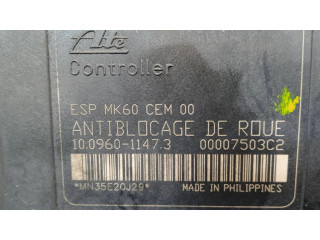 Ate
Controller
ESP MK60 CEM 00
ANTIBLOCAGE DE ROUE
10.0960-1147.3 00007503C2
*MN35E20J29*
MADE IN PHILIPPINES